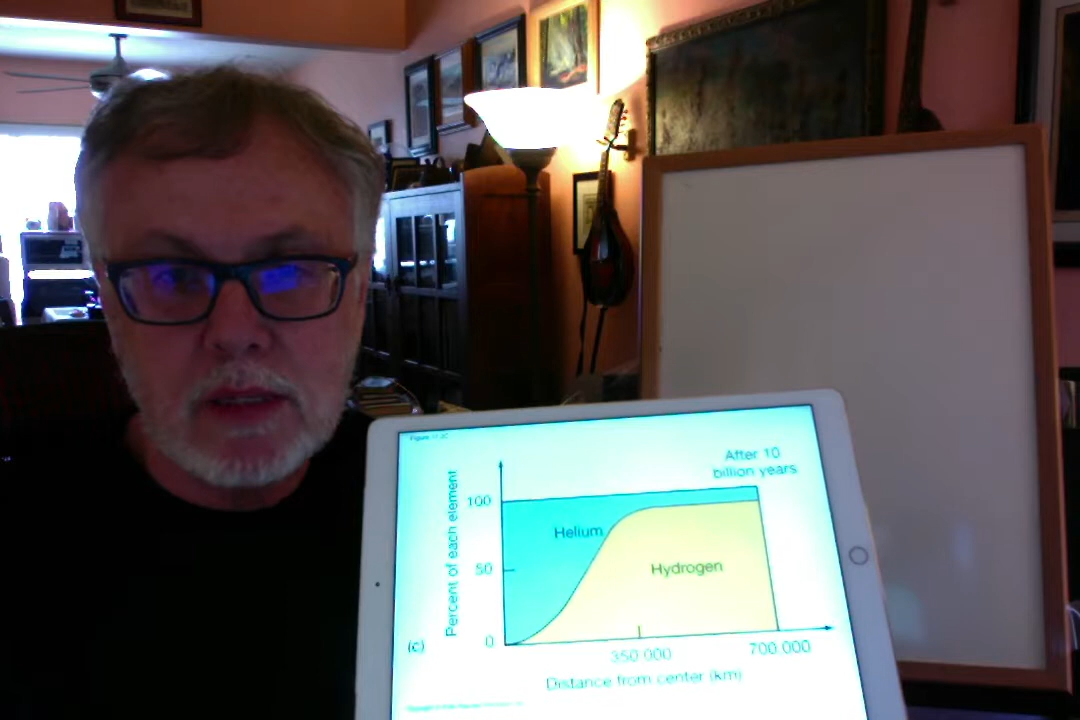 After 10
billion years
Percent of each element
100
50
0
Helium
Hydrogen
(c)
350 000
700 000
Distance from center (km)